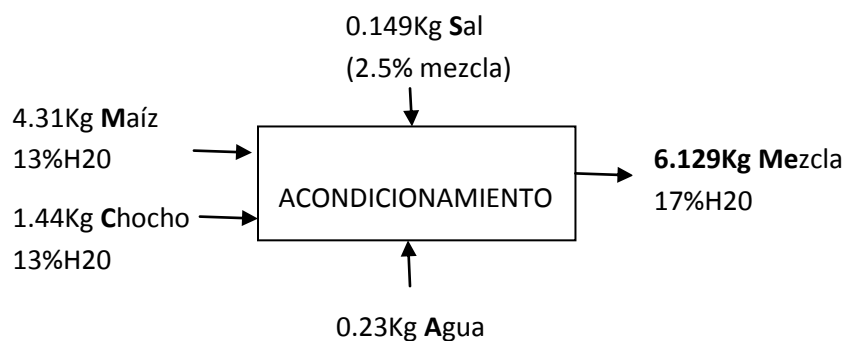 0.149Kg Sal
(2.5% mezcla)
4.31Kg Maíz
13%H20
1.44Kg Chocho
13%H20
ACONDICIONAMIENTO
6.129Kg Mezcla
17%H20
0.23Kg Agua